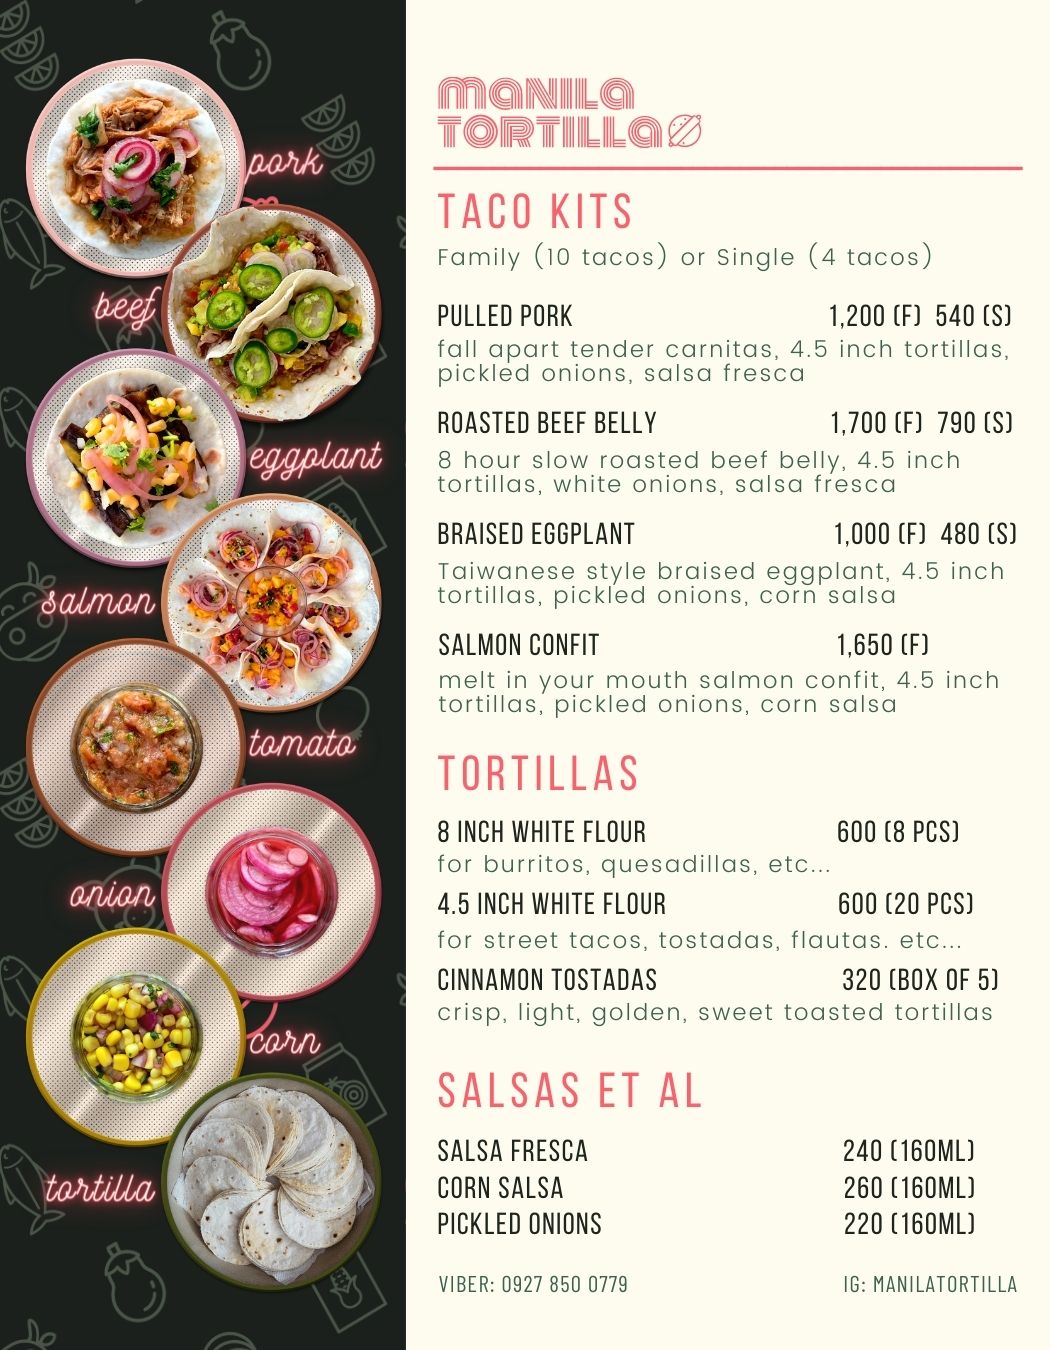 pork
beef
eggplant
salmon
tomato
onion
corn
tortilla
MANILA
TORTILLA
TACO KITS
Family (10 tacos) or Single (4 tacos)
PULLED PORK 1,200 (F) 540 (S)
fall apart tender carnitas, 4.5 inch tortillas,
pickled onions, salsa fresca
ROASTED BEEF BELLY 1,700 (F) 790 (S)
8 hour slow roasted beef belly, 4.5 inch
tortillas, white onions, salsa fresca
BRAISED EGGPLANT 1,000 (F) 480 (S)
Taiwanese style braised eggplant, 4.5 inch
tortillas, pickled onions, corn salsa
SALMON CONFIT 1,650 (F)
melt in your mouth salmon confit, 4.5 inch
tortillas, pickled onions, corn salsa
TORTILLAS
8 INCH WHITE FLOUR 600 (8 PCS)
for burritos, quesadillas, etc...
4.5 INCH WHITE FLOUR 600 (20 PCS)
for street tacos, tostadas, flautas. etc...
CINNAMON TOSTADAS 320 (BOX OF 5)
crisp, light, golden, sweet toasted tortillas
SALSAS ET AL
SALSA FRESCA 240 (160ML)
CORN SALSA 260 (160ML)
PICKLED ONIONS 220 (160ML)
VIBER: 0927 850 0779 IG: MANILATORTILLA